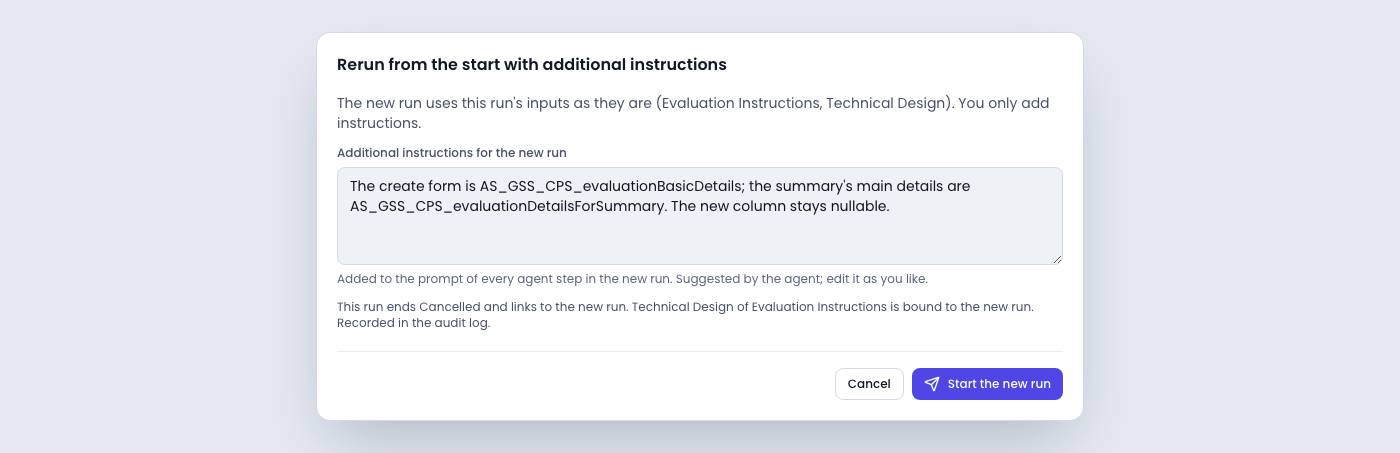 Rerun from the start with additional instructions
The new run uses this run's inputs as they are (Evaluation Instructions, Technical Design). You only add
instructions.
Additional instructions for the new run
The create form is AS_GSS_CPS_evaluationBasicDetails; the summary's main details are
AS_GSS_CPS_evaluationDetailsForSummary. The new column stays nullable.
Added to the prompt of every agent step in the new run. Suggested by the agent; edit it as you like.
This run ends Cancelled and links to the new run. Technical Design of Evaluation Instructions is bound to the new run.
Recorded in the audit log.
Cancel
Start the new run